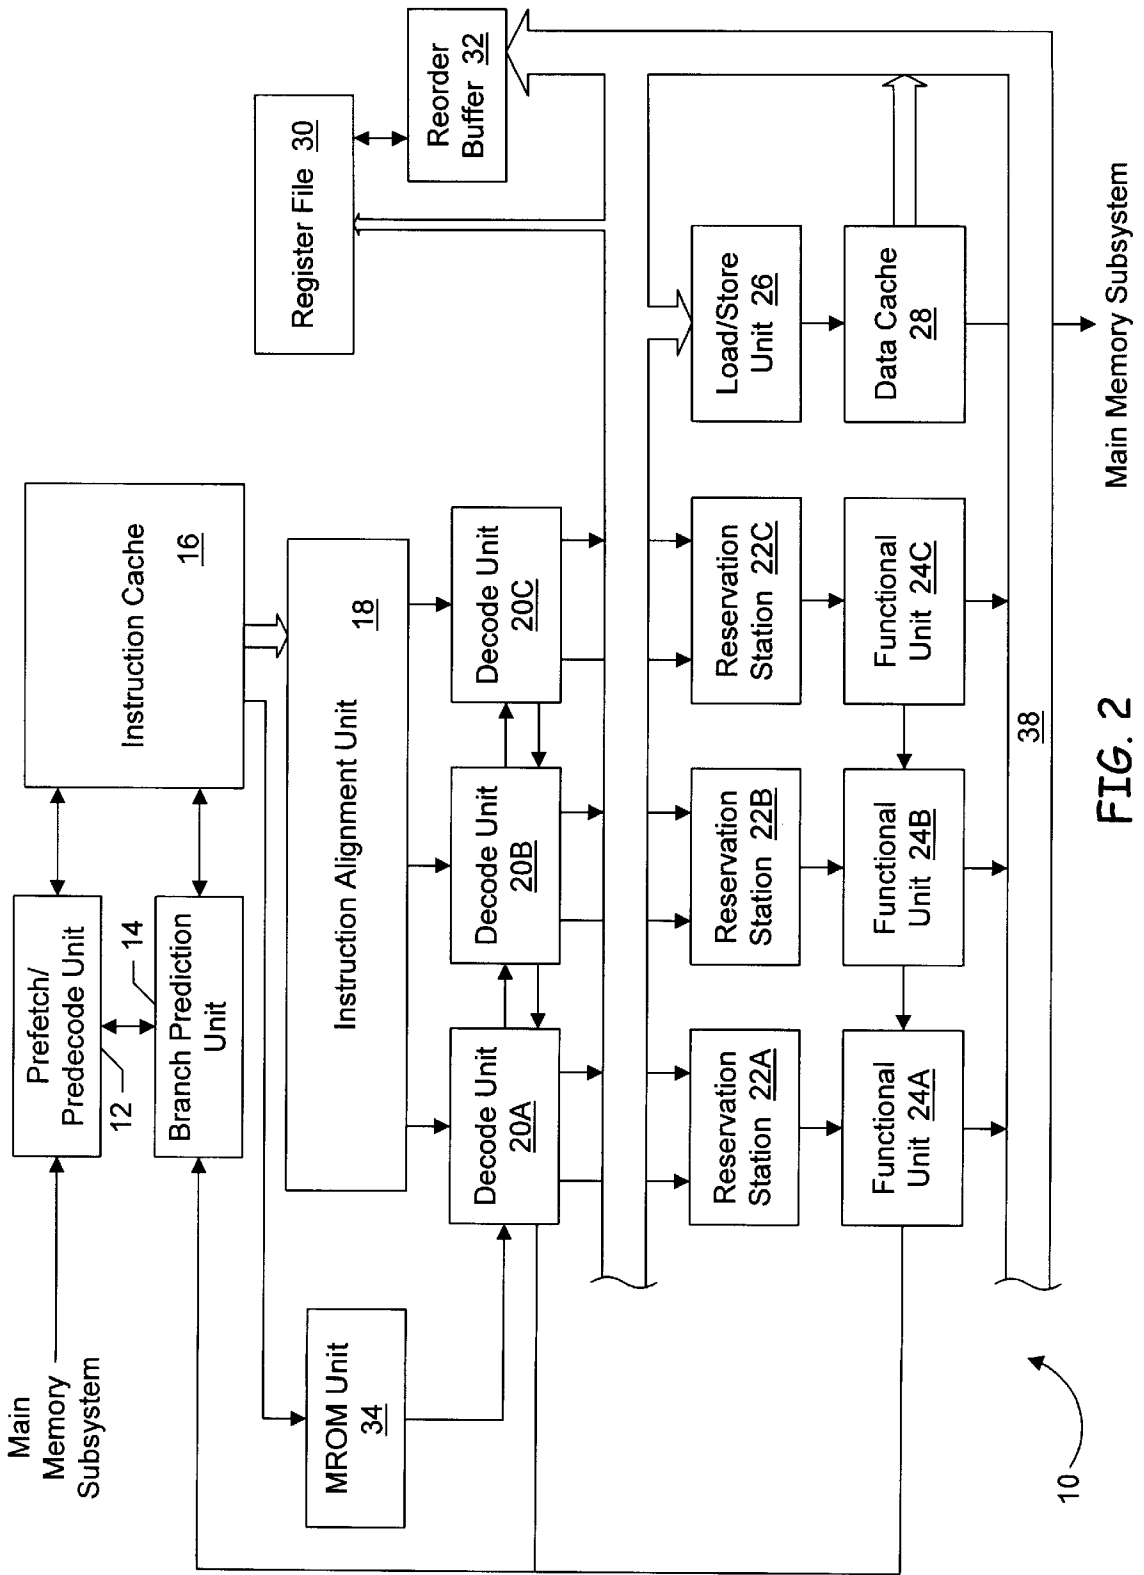 Main
Memory
Subsystem
Prefetch/
Predecode Unit
12
14
Branch Prediction
Unit
Instruction Cache
16
MROM Unit
34
Instruction Alignment Unit
18
Register File 30
Reorder
Buffer 32
Decode Unit
20A
Decode Unit
20B
Decode Unit
20C
Reservation
Station 22A
Reservation
Station 22B
Reservation
Station 22C
Load/Store
Unit 26
Functional
Unit 24A
Functional
Unit 24B
Functional
Unit 24C
Data Cache
28
38
10
Main Memory Subsystem
FIG. 2